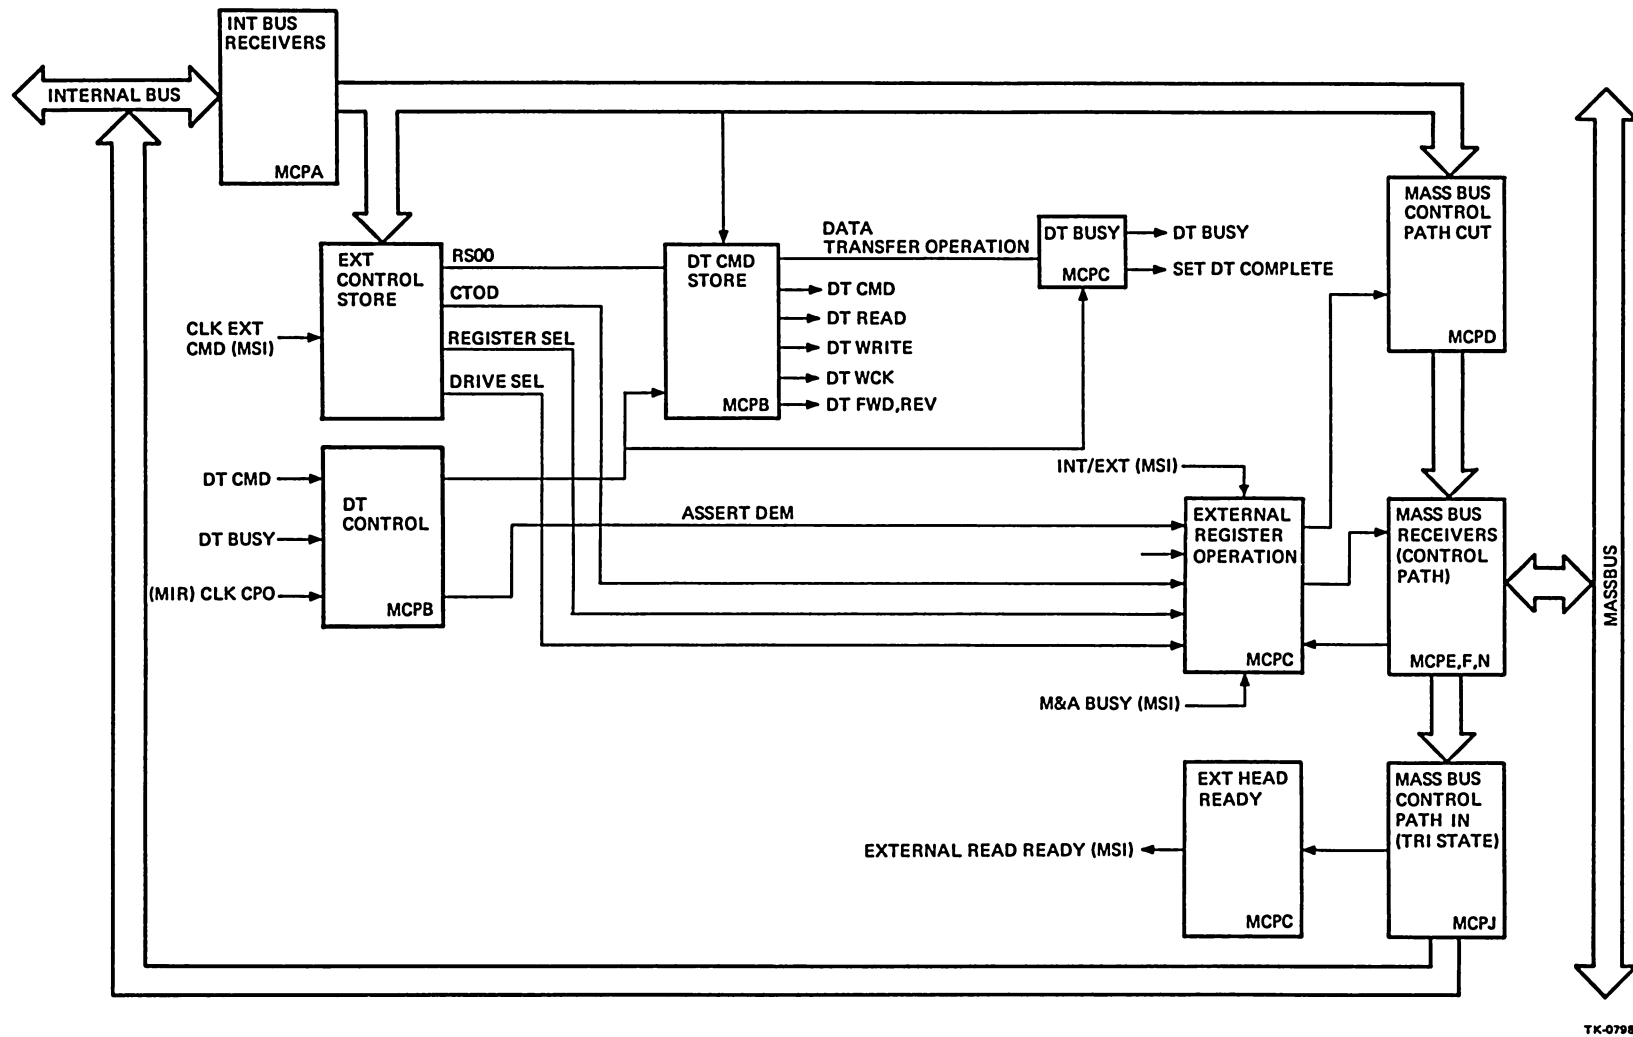 INT BUS
RECEIVERS
MCPA
INTERNAL BUS
MASS BUS
CONTROL
PATH CUT
MCPD
EXT
CONTROL
STORE
CLK EXT
CMD (MSI)
RS00
CTOD
REGISTER SEL
DRIVE SEL
DT CMD
STORE
MCPB
DATA
TRANSFER OPERATION
DT BUSY
MCPC
DT BUSY
SET DT COMPLETE
DT CMD
DT READ
DT WRITE
DT WCK
DT FWD,REV
DT CMD
DT BUSY
(MIR) CLK CPO
DT
CONTROL
MCPB
ASSERT DEM
INT/EXT (MSI)
EXTERNAL
REGISTER
OPERATION
MCPC
M&A BUSY (MSI)
MASS BUS
RECEIVERS
(CONTROL
PATH)
MCPE,F,N
MASSBUS
EXT HEAD
READY
MCPC
EXTERNAL READ READY (MSI)
MASS BUS
CONTROL
PATH IN
(TRI STATE)
MCPJ
TK-0798